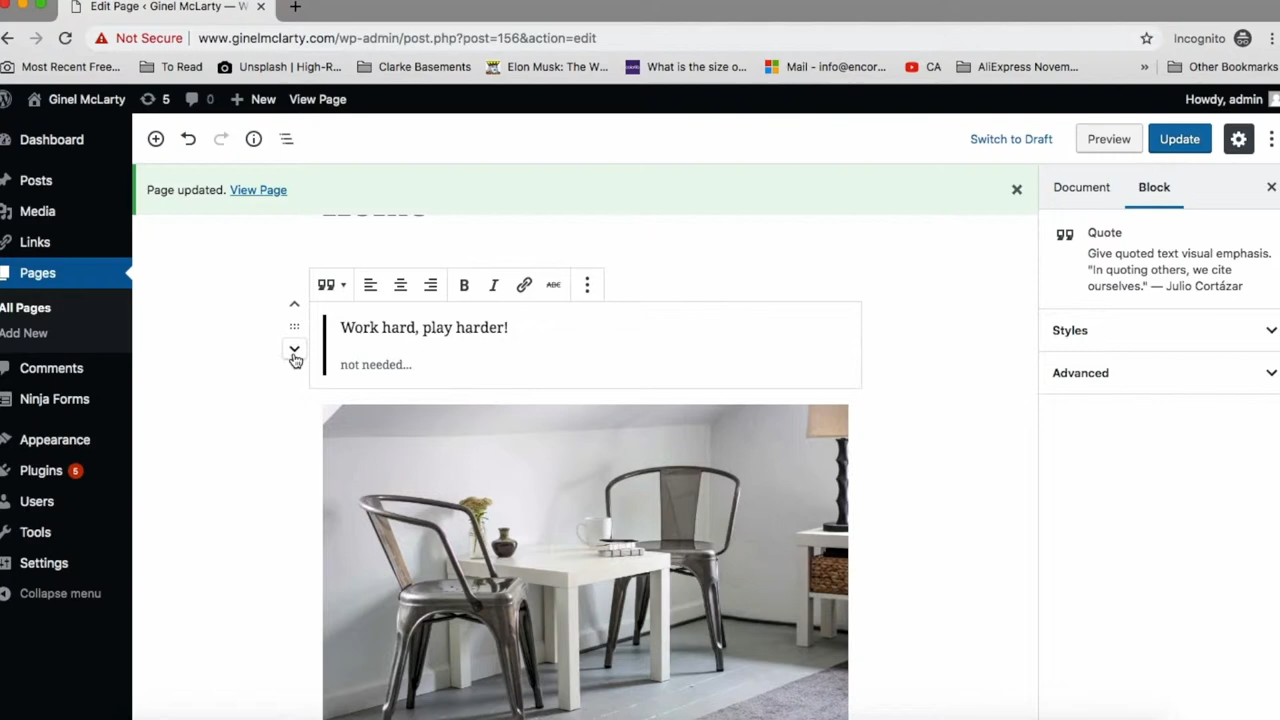 Edit Page ‹ Ginel McLarty — W
Not Secure
www.ginelmclarty.com/wp-admin/post.php?post=156&action=edit
Incognito
Most Recent Free...
To Read
Unsplash | High-R...
Clarke Basements
Elon Musk: The W...
What is the size o...
Mail - info@encor...
CA
AliExpress Novem...
»
Other Bookmarks
Ginel McLarty
5
0
New
View Page
Howdy, admin
Dashboard
Posts
Media
Links
Pages
All Pages
Add New
Comments
Ninja Forms
Appearance
Plugins 5
Users
Tools
Settings
Collapse menu
Switch to Draft
Preview
Update
Page updated. View Page
B I ABC
Work hard, play harder!
not needed...
Document
Block
Quote
Give quoted text visual emphasis.
"In quoting others, we cite
ourselves." — Julio Cortázar
Styles
Advanced